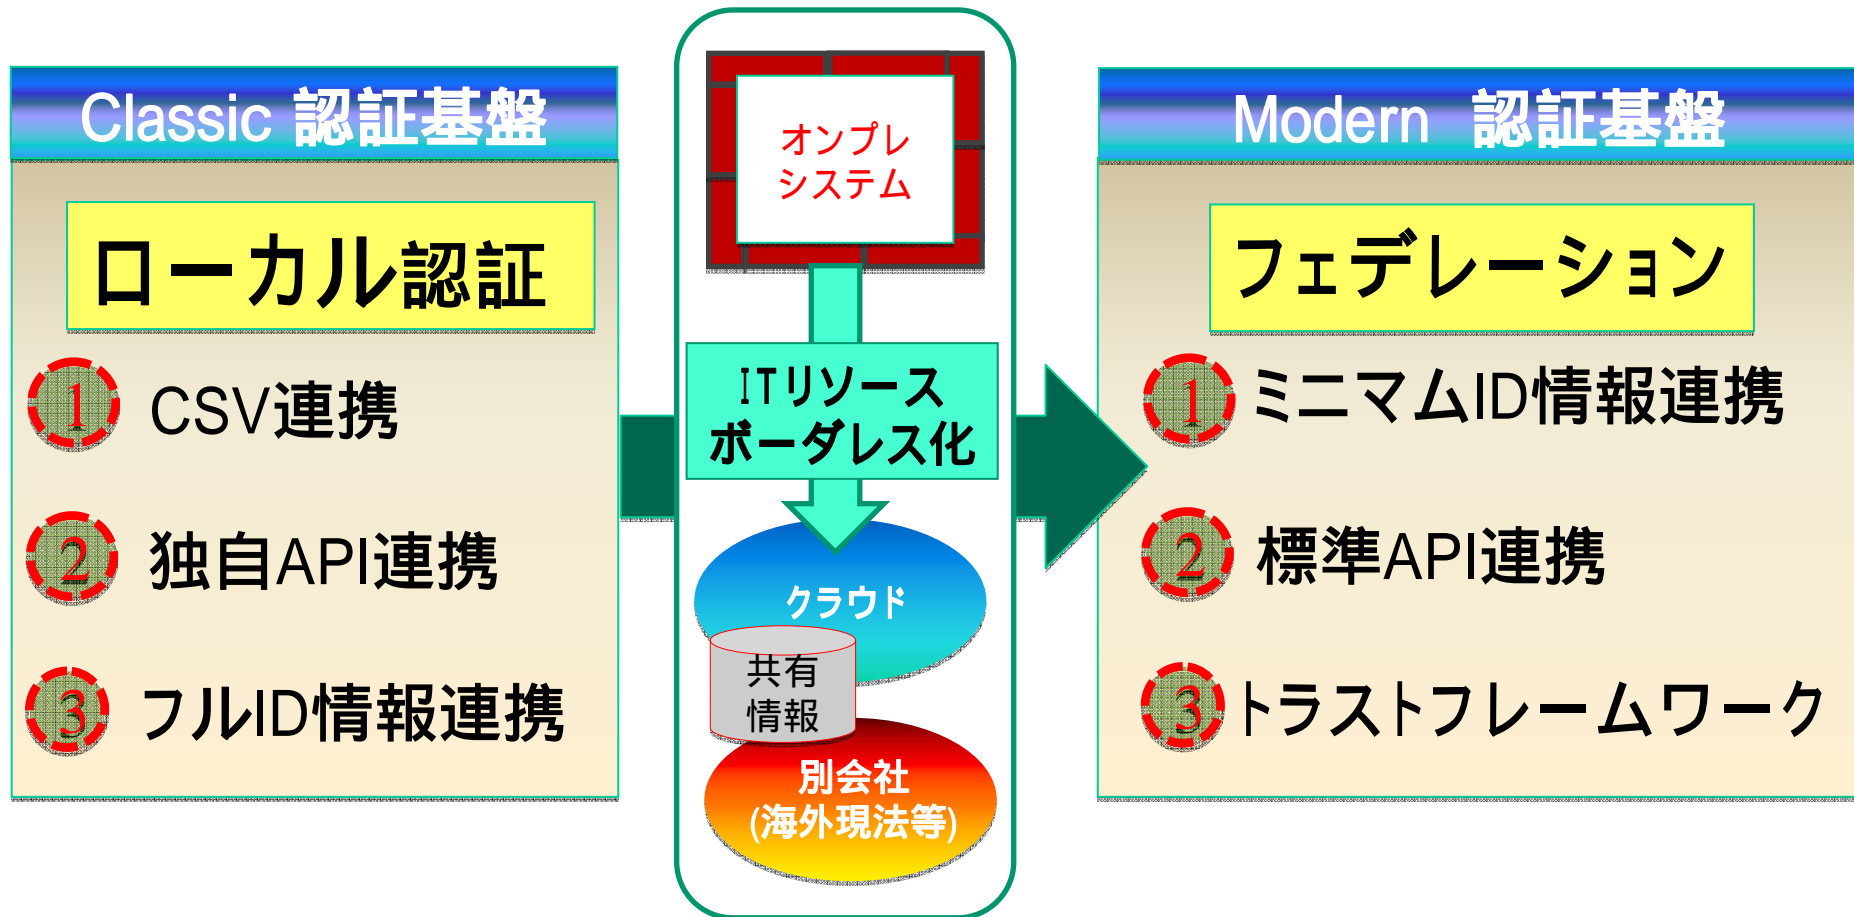 Classic 認証基盤
ローカル認証
1 CSV連携
2 独自API連携
3 フルID情報連携
オンプレ
システム
ITリソース
ボーダレス化
クラウド
共有
情報
別会社
(海外現法等)
Modern 認証基盤
フェデレーション
1 ミニマムID情報連携
2 標準API連携
3 トラストフレームワーク